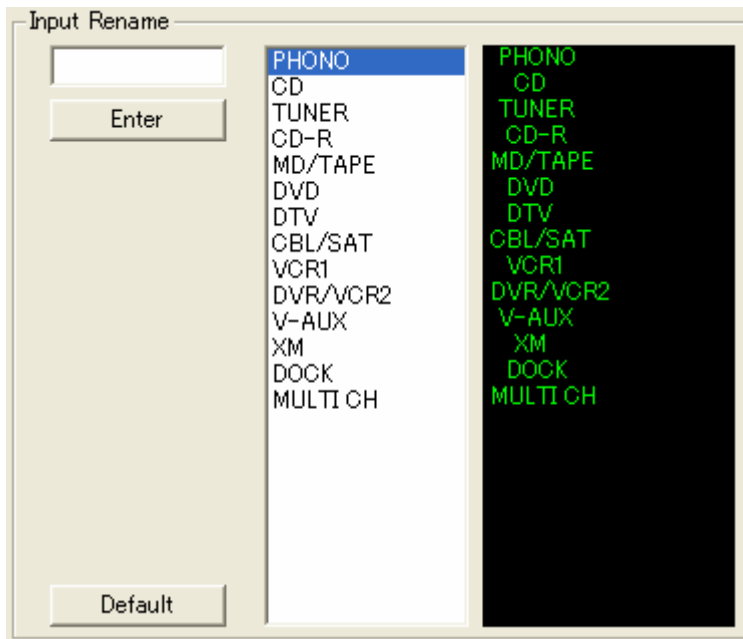 Input Rename
Enter
Default
PHONO
CD
TUNER
CD-R
MD/TAPE
DVD
DTV
CBL/SAT
VCR1
DVR/VCR2
V-AUX
XM
DOCK
MULTI CH
PHONO
CD
TUNER
CD-R
MD/TAPE
DVD
DTV
CBL/SAT
VCR1
DVR/VCR2
V-AUX
XM
DOCK
MULTI CH